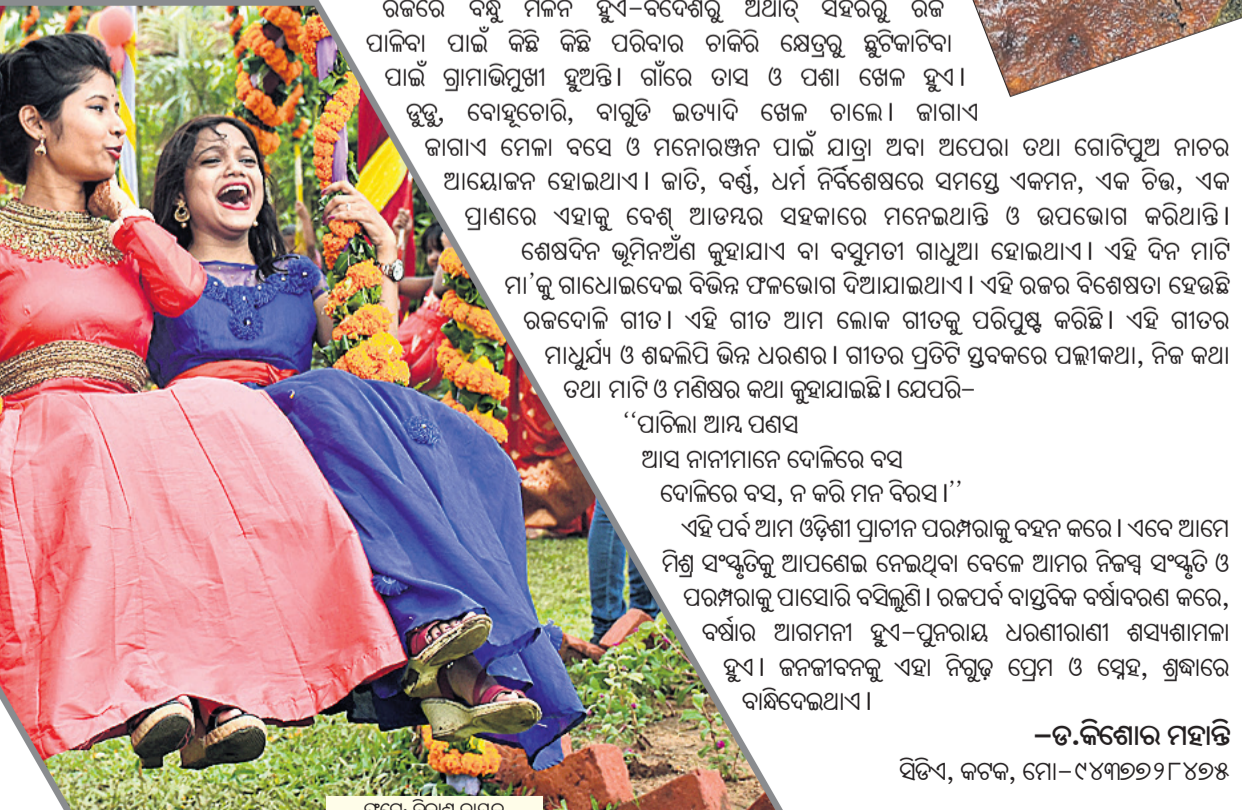 ରଜରେ ବନ୍ଧୁ ମିଳନ ହୁଏ–ବିଦେଶରୁ ଅର୍ଥାତ୍ ସହରରୁ ରଜ
ପାଳିବା ପାଇଁ କିଛି କିଛି ପରିବାର ଚାକିରି କ୍ଷେତ୍ରରୁ ଛୁଟିକାଟିବା
ପାଇଁ ଗ୍ରାମାଭିମୁଖୀ ହୁଅନ୍ତି। ଗାଁରେ ତାସ ଓ ପଶା ଖେଳ ହୁଏ।
ଡୁଡୁ, ବୋହୂଚୋରି, ବାଗୁଡି ଇତ୍ୟାଦି ଖେଳ ଚାଲେ। ଜାଗାଏ
ଜାଗାଏ ମେଳା ବସେ ଓ ମନୋରଞ୍ଜନ ପାଇଁ ଯାତ୍ରା ଅବା ଅପେରା ତଥା ଗୋଟିପୁଅ ନାଚର
ଆୟୋଜନ ହୋଇଥାଏ। ଜାତି, ବର୍ଣ୍ଣ, ଧର୍ମ ନିର୍ବିଶେଷରେ ସମସ୍ତେ ଏକମନ, ଏକ ଚିତ୍ତ, ଏକ
ପ୍ରାଣରେ ଏହାକୁ ବେଶ୍ ଆଡମ୍ବର ସହକାରେ ମନେଇଥାନ୍ତି ଓ ଉପଭୋଗ କରିଥାନ୍ତି।
ଶେଷଦିନ ଭୂମିନଅଁଣ କୁହାଯାଏ ବା ବସୁମତୀ ଗାଧୁଆ ହୋଇଥାଏ। ଏହି ଦିନ ମାଟି
ମା’କୁ ଗାଧୋଇଦେଇ ବିଭିନ୍ନ ଫଳଭୋଗ ଦିଆଯାଇଥାଏ। ଏହି ରଜର ବିଶେଷତା ହେଉଛି
ରଜଦୋଳି ଗୀତ। ଏହି ଗୀତ ଆମ ଲୋକ ଗୀତକୁ ପରିପୁଷ୍ଟ କରିଛି। ଏହି ଗୀତର
ମାଧୁର୍ଯ୍ୟ ଓ ଶବ୍ଦଲିପି ଭିନ୍ନ ଧରଣର। ଗୀତର ପ୍ରତିଟି ସ୍ତବକରେ ପଲ୍ଲୀକଥା, ନିଜ କଥା
ତଥା ମାଟି ଓ ମଣିଷର କଥା କୁହାଯାଇଛି। ଯେପରି–
‘‘ପାଚିଲା ଆମ୍ବ ପଣସ
ଆସ ନାନୀମାନେ ଦୋଳିରେ ବସ
ଦୋଳିରେ ବସ, ନ କରି ମନ ବିରସ।’’
ଏହି ପର୍ବ ଆମ ଓଡ଼ିଶୀ ପ୍ରାଚୀନ ପରମ୍ପରାକୁ ବହନ କରେ। ଏବେ ଆମେ
ମିଶ୍ର ସଂସ୍କୃତିକୁ ଆପଣେଇ ନେଇଥିବା ବେଳେ ଆମର ନିଜସ୍ୱ ସଂସ୍କୃତି ଓ
ପରମ୍ପରାକୁ ପାସୋରି ବସିଲୁଣି। ରଜପର୍ବ ବାସ୍ତବିକ ବର୍ଷାବରଣ କରେ,
ବର୍ଷାର ଆଗମନୀ ହୁଏ–ପୁନରାୟ ଧରଣୀରାଣୀ ଶସ୍ୟଶାମଳା
ହୁଏ। ଜନଜୀବନକୁ ଏହା ନିଗୁଢ଼ ପ୍ରେମ ଓ ସ୍ନେହ, ଶ୍ରଦ୍ଧାରେ
ବାନ୍ଧିଦେଇଥାଏ।
–ଡ.କିଶୋର ମହାନ୍ତି
ସିଡିଏ, କଟକ, ମୋ–୯୪୩୭୭୨୮୪୭୫